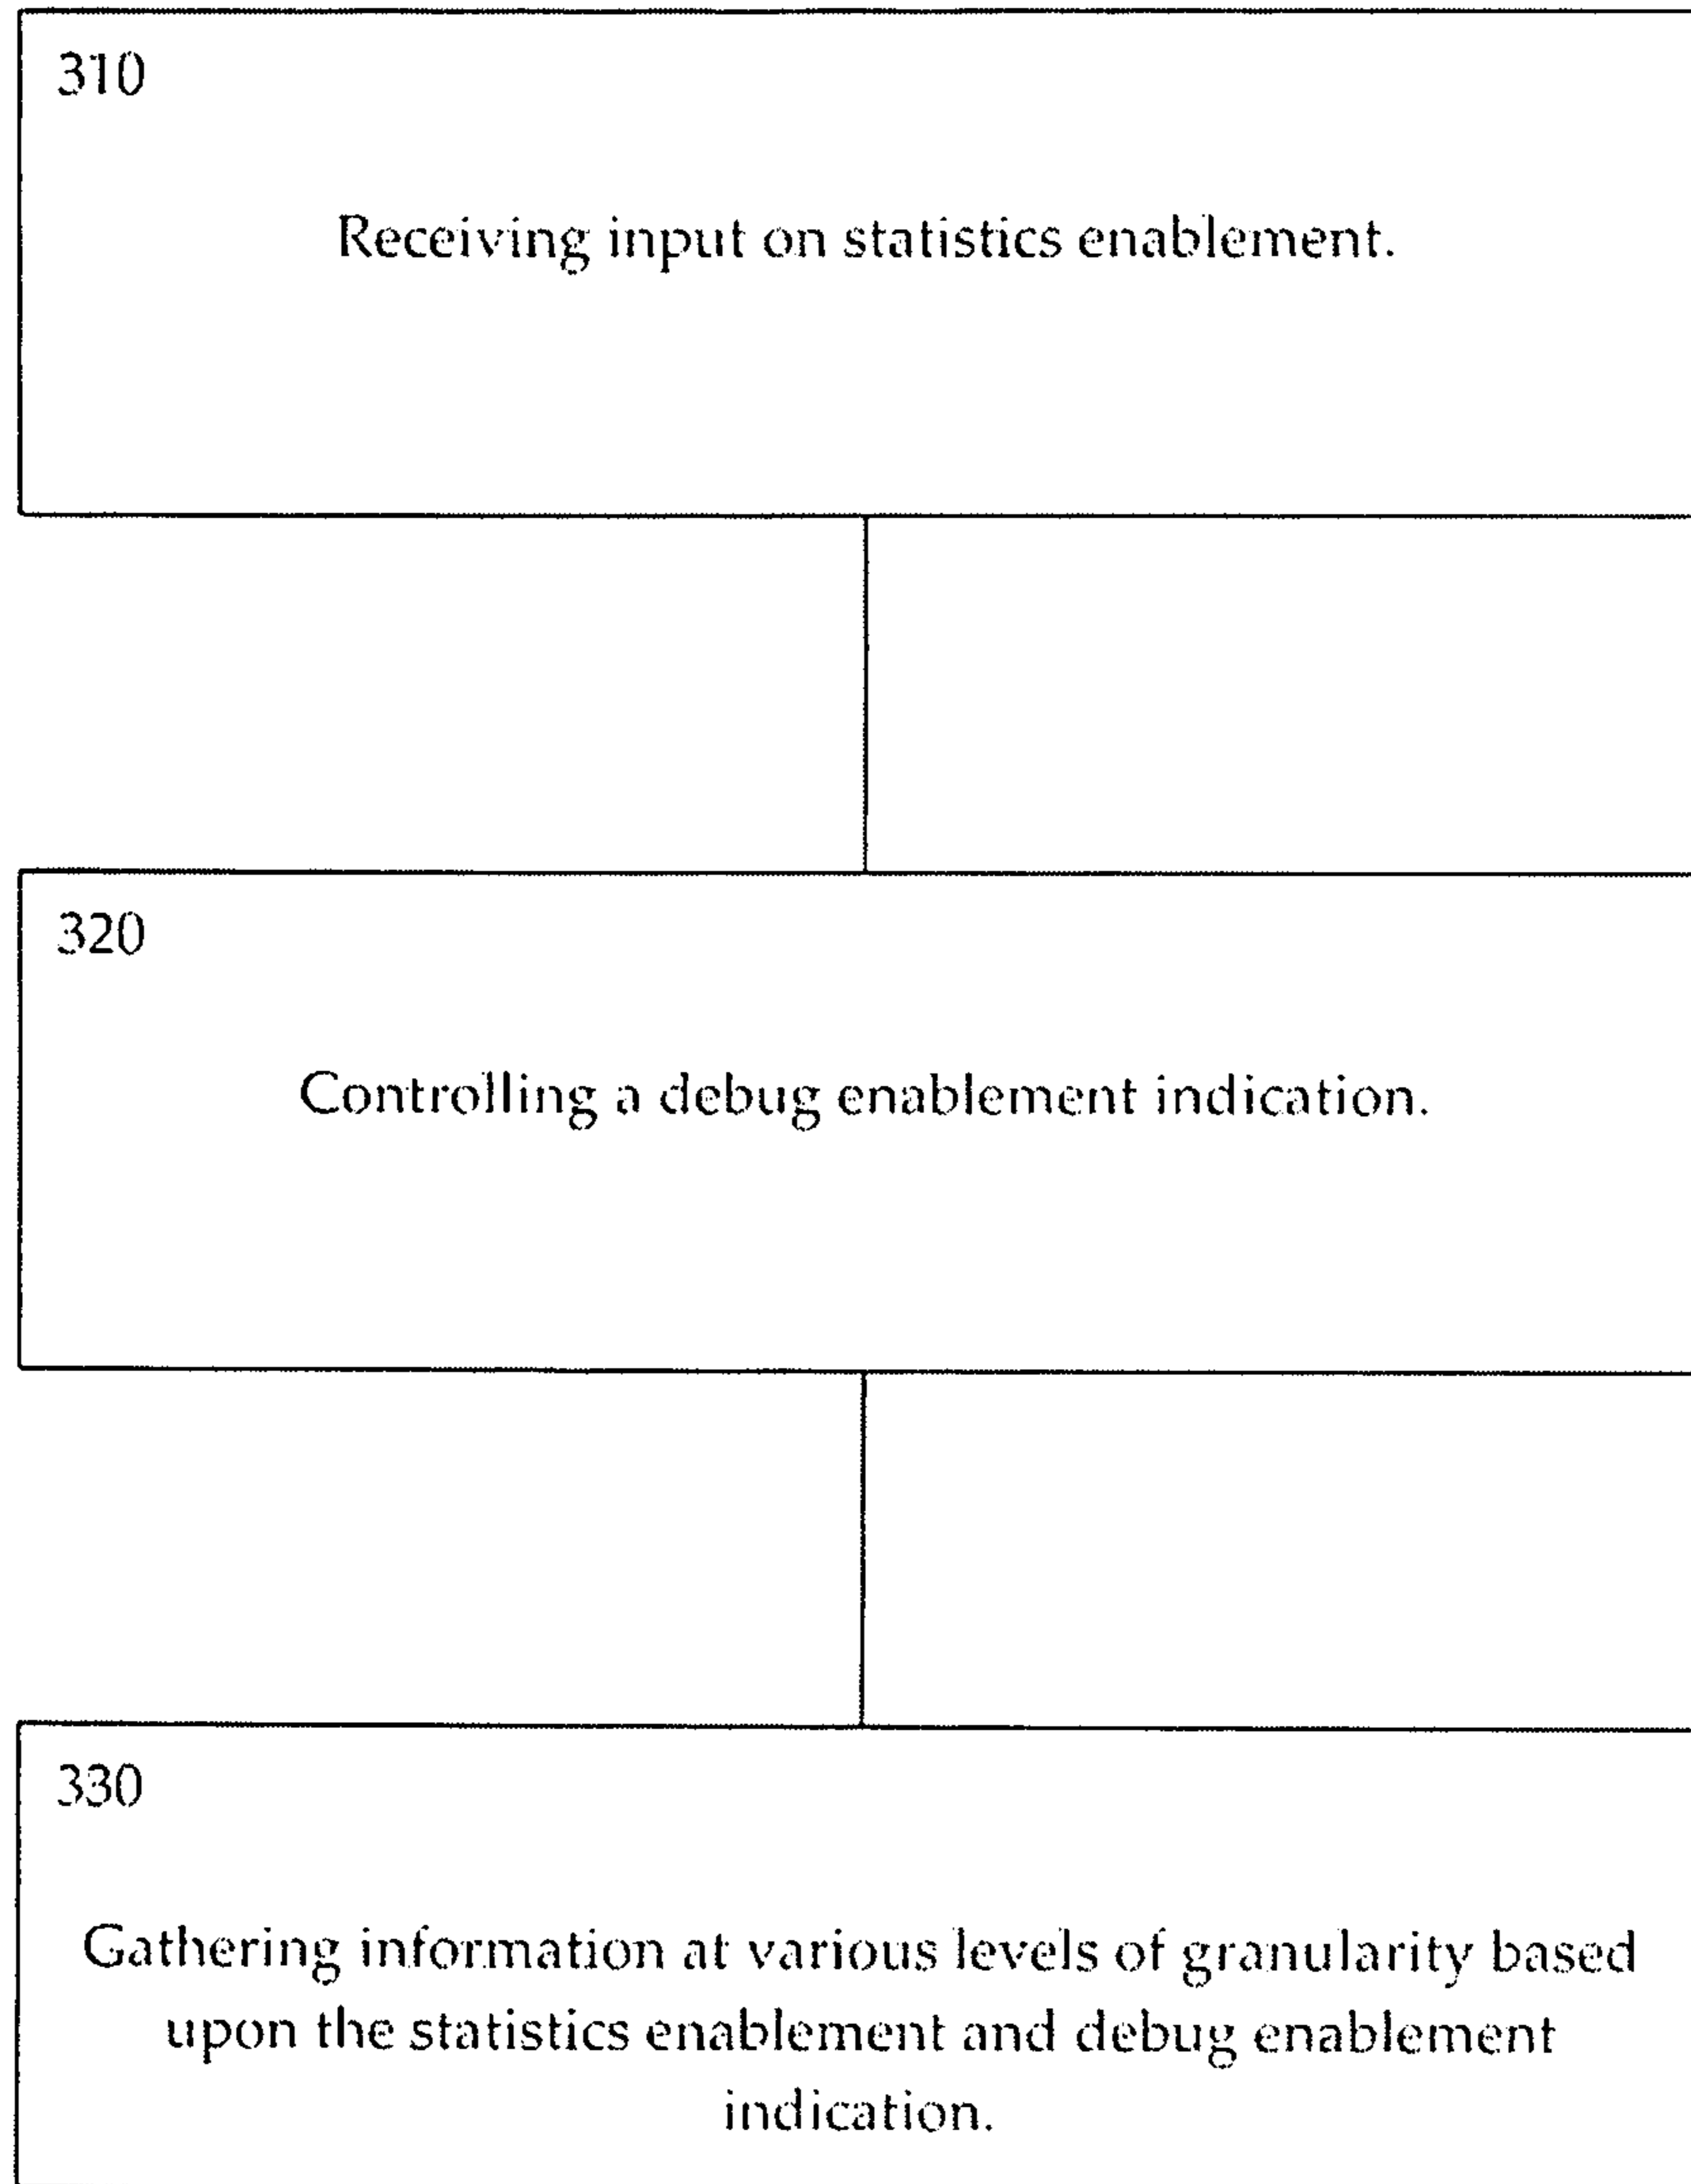 310
Receiving input on statistics enablement.
320
Controlling a debug enablement indication.
330
Gathering information at various levels of granularity based
upon the statistics enablement and debug enablement
indication.